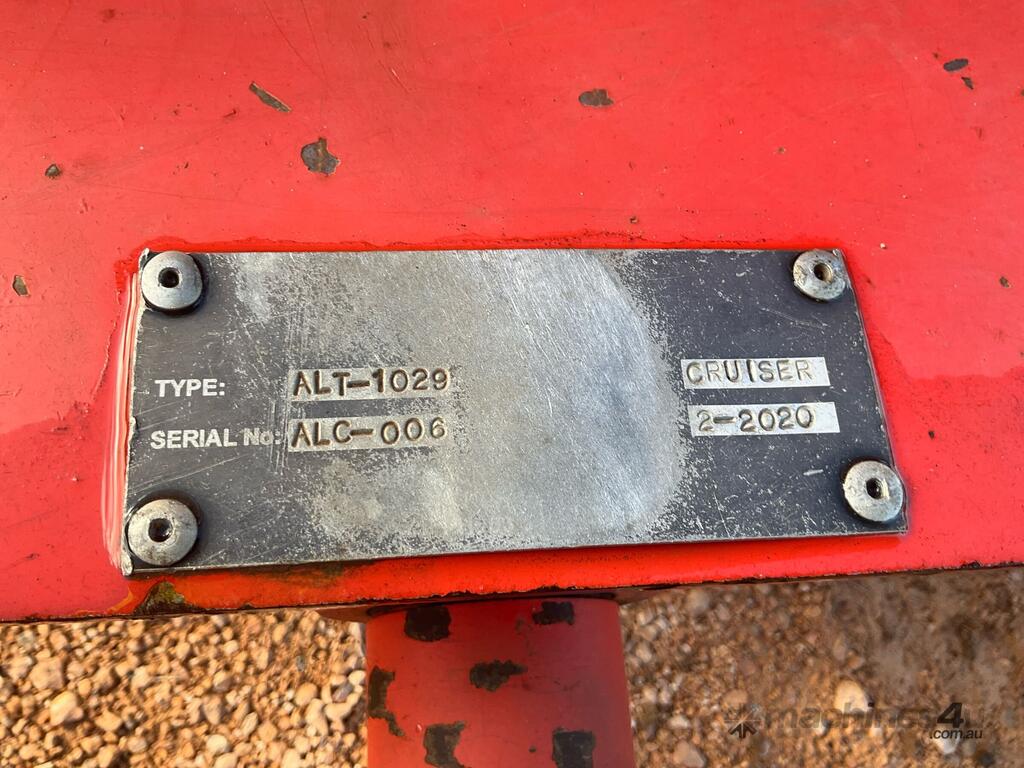 TYPE: ALT-1029 CRUISER
SERIAL No: ALC-006 2-2020
machines4u
.com.au